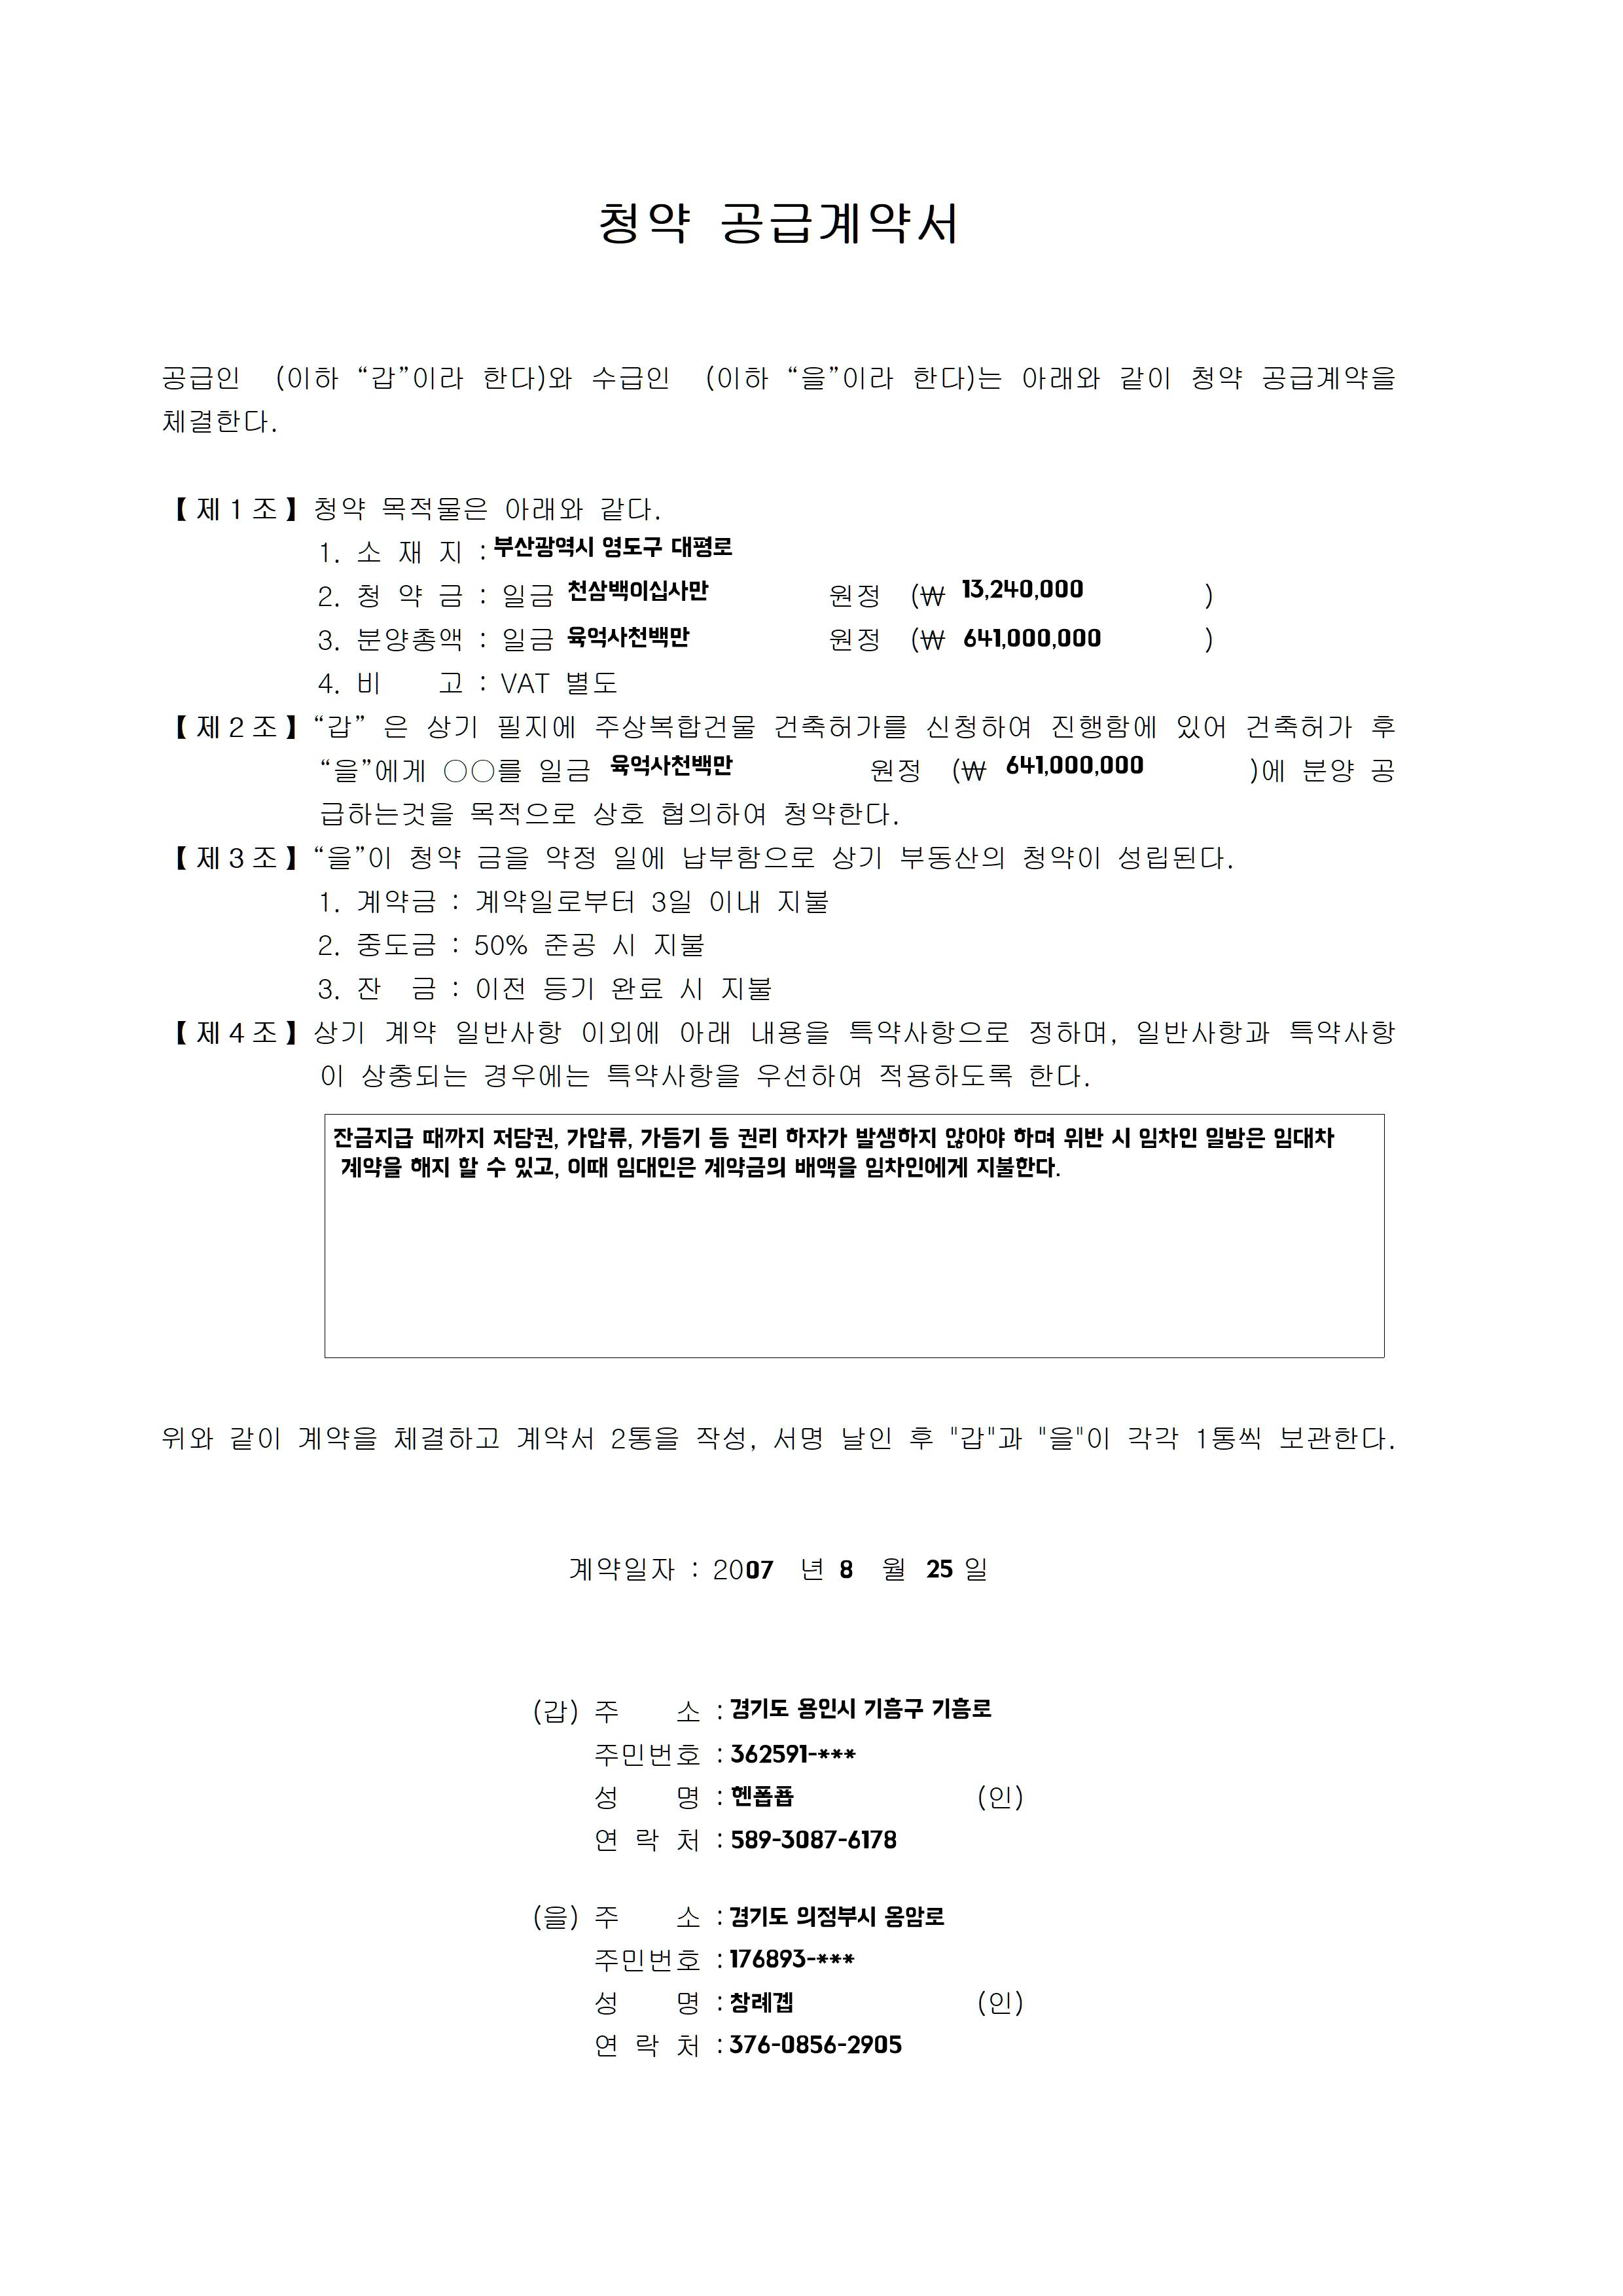 청약 공급계약서
공급인 (이하 “갑”이라 한다)와 수급인 (이하 “을”이라 한다)는 아래와 같이 청약 공급계약을
체결한다.
【제1조】청약 목적물은 아래와 같다.
1. 소 재 지 : 부산광역시 영도구 대평로
2. 청 약 금 : 일금 천삼백이십사만 원정 (₩ 13,240,000 )
3. 분양총액 : 일금 육억사천백만 원정 (₩ 641,000,000 )
4. 비 고 : VAT 별도
【제2조】“갑” 은 상기 필지에 주상복합건물 건축허가를 신청하여 진행함에 있어 건축허가 후
“을”에게 ○○를 일금 육억사천백만 원정 (₩ 641,000,000 )에 분양 공
급하는것을 목적으로 상호 협의하여 청약한다.
【제3조】“을”이 청약 금을 약정 일에 납부함으로 상기 부동산의 청약이 성립된다.
1. 계약금 : 계약일로부터 3일 이내 지불
2. 중도금 : 50% 준공 시 지불
3. 잔 금 : 이전 등기 완료 시 지불
【제4조】상기 계약 일반사항 이외에 아래 내용을 특약사항으로 정하며, 일반사항과 특약사항
이 상충되는 경우에는 특약사항을 우선하여 적용하도록 한다.
잔금지급 때까지 저당권, 가압류, 가등기 등 권리 하자가 발생하지 않아야 하며 위반 시 임차인 일방은 임대차
계약을 해지 할 수 있고, 이때 임대인은 계약금의 배액을 임차인에게 지불한다.
위와 같이 계약을 체결하고 계약서 2통을 작성, 서명 날인 후 "갑"과 "을"이 각각 1통씩 보관한다.
계약일자 : 2007 년 8 월 25 일
(갑) 주 소 : 경기도 용인시 기흥구 기흥로
주민번호 : 362591-***
성 명 : 헨폽푭 (인)
연 락 처 : 589-3087-6178
(을) 주 소 : 경기도 의정부시 용암로
주민번호 : 176893-***
성 명 : 창례곕 (인)
연 락 처 : 376-0856-2905